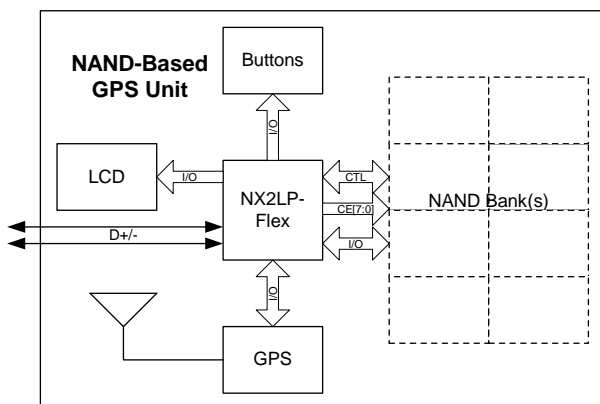 NAND-Based
GPS Unit
Buttons
I/O
LCD
I/O
NX2LP-
Flex
CTL
CE[7:0]
I/O
NAND Bank(s)
D+/-
I/O
GPS